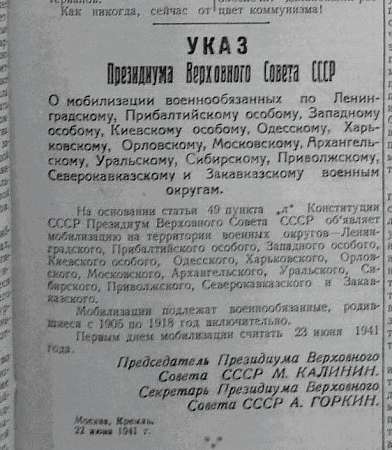 Как никогда, сейчас от
цвет коммунизма!
УКАЗ
Президиума Верховного Совета СССР
О мобилизации военнообязанных по Ленин-
градскому, Прибалтийскому особому, Западному
особому, Киевскому особому, Одесскому, Харь-
ковскому, Орловскому, Московскому, Архангель-
скому, Уральскому, Сибирскому, Приволжскому,
Северокавказскому и Закавказскому военным
округам.
На основании статьи 49 пункта „л" Конституции
СССР Президиум Верховного Совета СССР об'являет
мобилизацию на территории военных округов—Ленин-
градского, Прибалтийского особого, Западного особого,
Киевского особого, Одесского, Харьковского, Орлов-
ского, Московского, Архангельского, Уральского, Си-
бирского, Приволжского, Северокавказского и Закав-
казского.
Мобилизации подлежат военнообязанные, родив-
шиеся с 1905 по 1918 год включительно.
Первым днем мобилизации считать 23 июня 1941
года.
Председатель Президиума Верховного
Совета СССР М. КАЛИНИН.
Секретарь Президиума Верховного
Совета СССР А. ГОРКИН.
Москва, Кремль.
22 июня 1941 г.